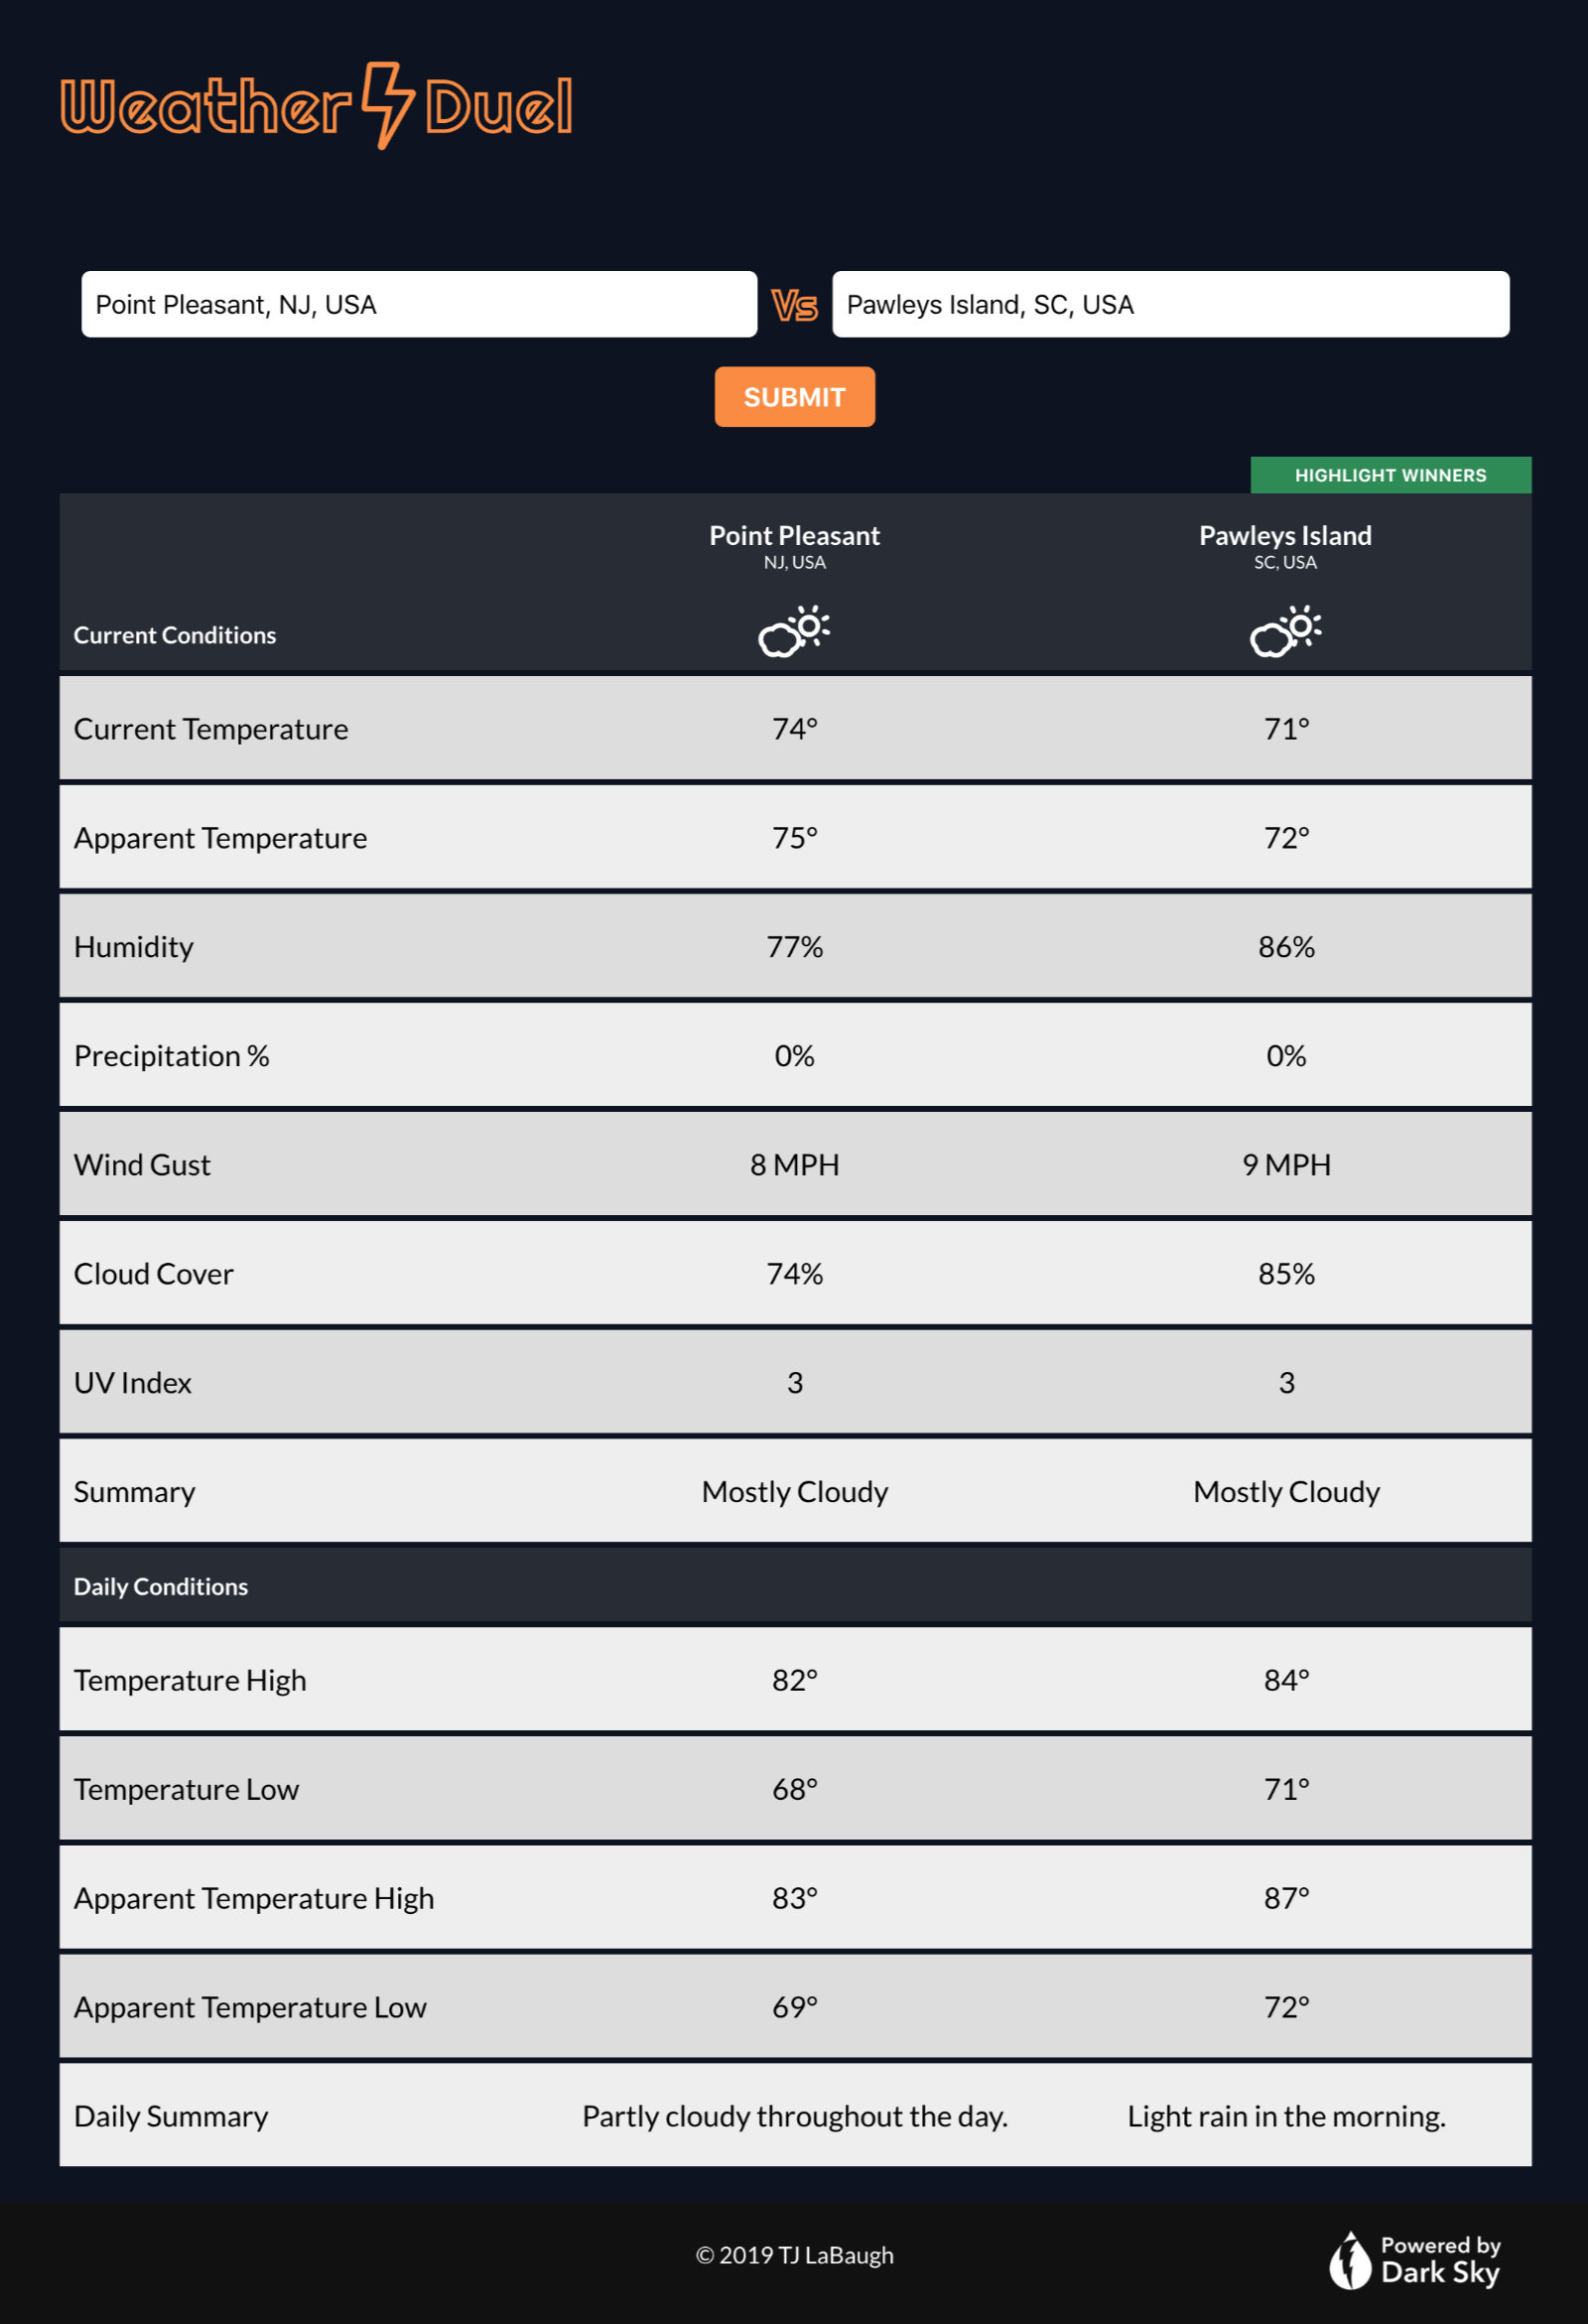 Weather Duel
Point Pleasant, NJ, USA Vs Pawleys Island, SC, USA
SUBMIT
HIGHLIGHT WINNERS
Point Pleasant Pawleys Island
NJ, USA SC, USA
Current Conditions
Current Temperature 74° 71°
Apparent Temperature 75° 72°
Humidity 77% 86%
Precipitation % 0% 0%
Wind Gust 8 MPH 9 MPH
Cloud Cover 74% 85%
UV Index 3 3
Summary Mostly Cloudy Mostly Cloudy
Daily Conditions
Temperature High 82° 84°
Temperature Low 68° 71°
Apparent Temperature High 83° 87°
Apparent Temperature Low 69° 72°
Daily Summary Partly cloudy throughout the day. Light rain in the morning.
© 2019 TJ LaBaugh
Powered by
Dark Sky